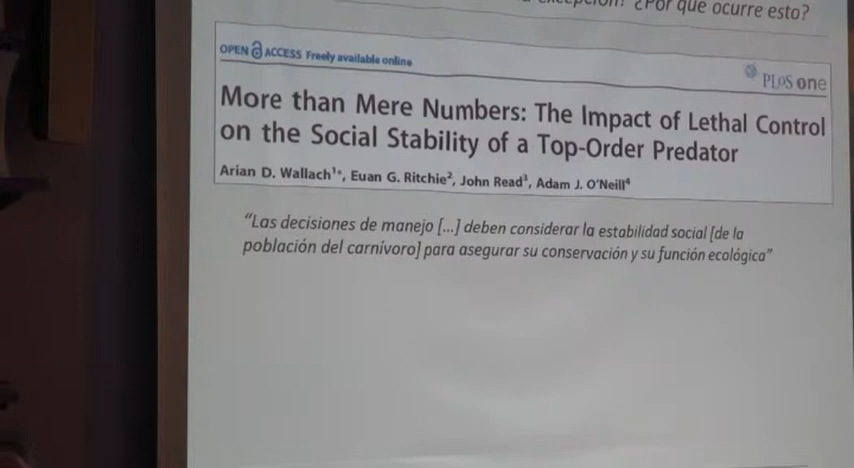 excepción? ¿Por qué ocurre esto?
OPEN ACCESS Freely available online
PLoS one
More than Mere Numbers: The Impact of Lethal Control
on the Social Stability of a Top-Order Predator
Arian D. Wallach¹*, Euan G. Ritchie², John Read³, Adam J. O'Neill⁴
“Las decisiones de manejo [...] deben considerar la estabilidad social [de la
población del carnívoro] para asegurar su conservación y su función ecológica”